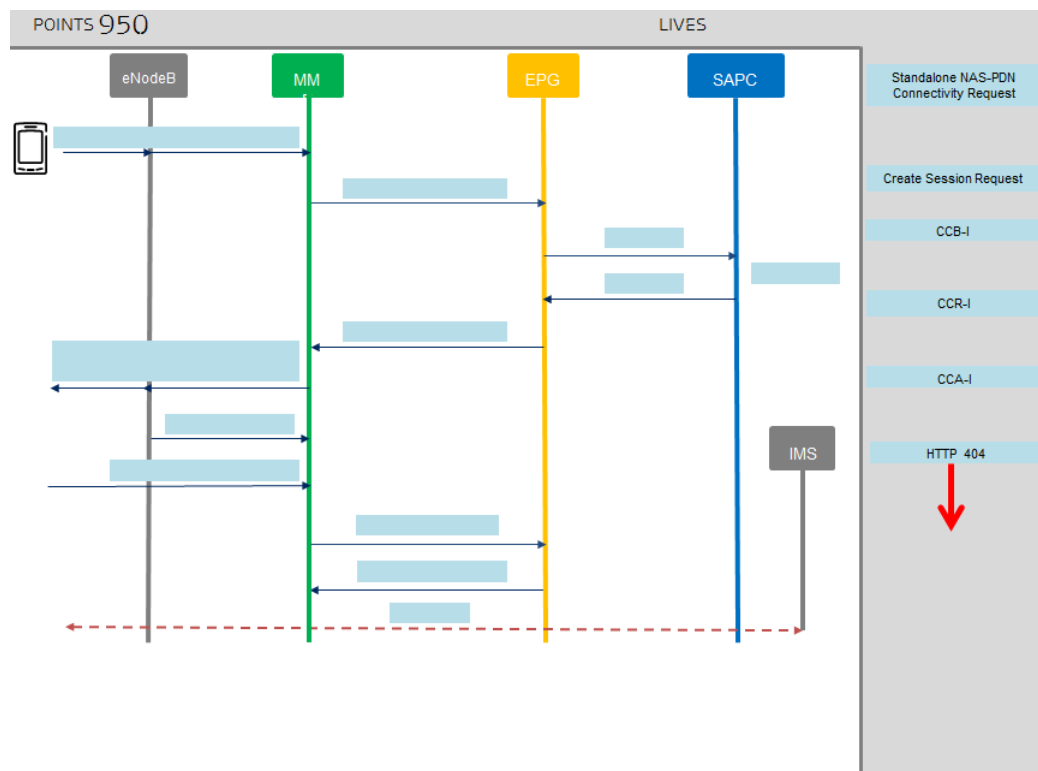 POINTS 950
LIVES
eNodeB
MM
EPG
SAPC
Standalone NAS-PDN
Connectivity Request
Create Session Request
CCB-I
CCR-I
CCA-I
IMS
HTTP 404